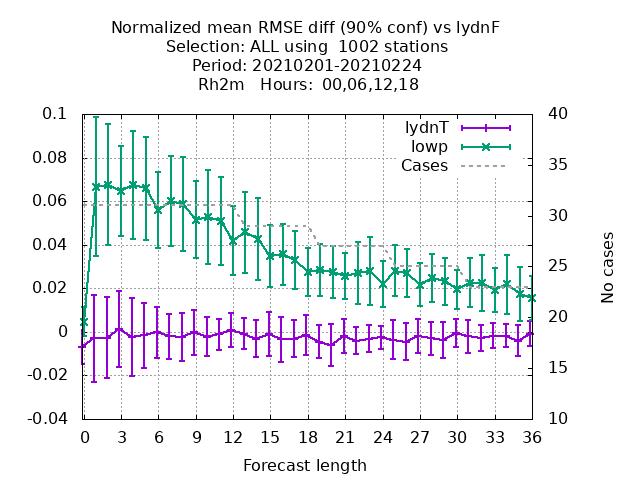 Normalized mean RMSE diff (90% conf) vs lydnF
Selection: ALL using  1002 stations
Period: 20210201-20210224
Rh2m   Hours:  00,06,12,18
0.1
0.08
0.06
0.04
0.02
0
-0.02
-0.04
40
35
30
25
20
15
10
lydnT
lowp
Cases
No cases
0 3 6 9 12 15 18 21 24 27 30 33 36
Forecast length